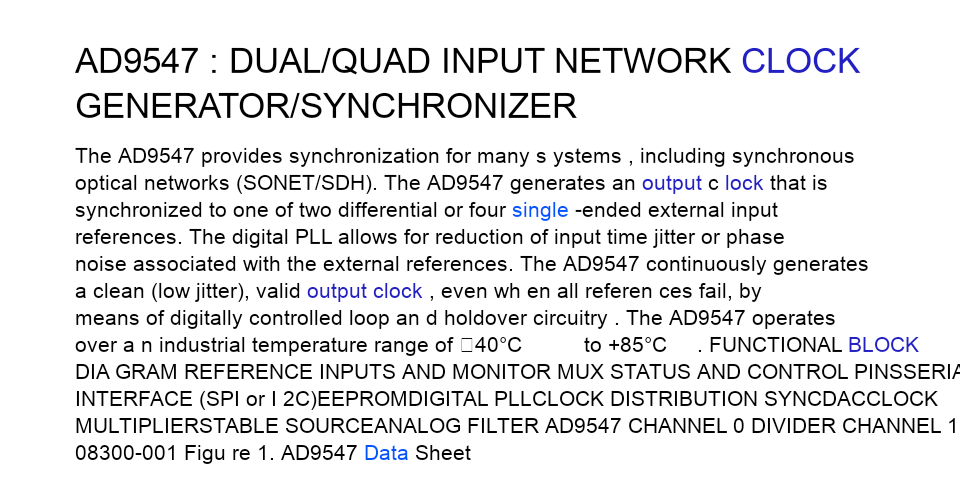 AD9547 : DUAL/QUAD INPUT NETWORK CLOCK
GENERATOR/SYNCHRONIZER
The AD9547 provides synchronization for many s ystems , including synchronous
optical networks (SONET/SDH). The AD9547 generates an output c lock that is
synchronized to one of two differential or four single -ended external input
references. The digital PLL allows for reduction of input time jitter or phase
noise associated with the external references. The AD9547 continuously generates
a clean (low jitter), valid output clock , even wh en all referen ces fail, by
means of digitally controlled loop an d holdover circuitry . The AD9547 operates
over a n industrial temperature range of □40°C to +85°C . FUNCTIONAL BLOCK
DIA GRAM REFERENCE INPUTS AND MONITOR MUX STATUS AND CONTROL PINSSERIA
INTERFACE (SPI or I 2C)EEPROMDIGITAL PLLCLOCK DISTRIBUTION SYNCDACCLOCK
MULTIPLIERSTABLE SOURCEANALOG FILTER AD9547 CHANNEL 0 DIVIDER CHANNEL 1
08300-001 Figu re 1. AD9547 Data Sheet